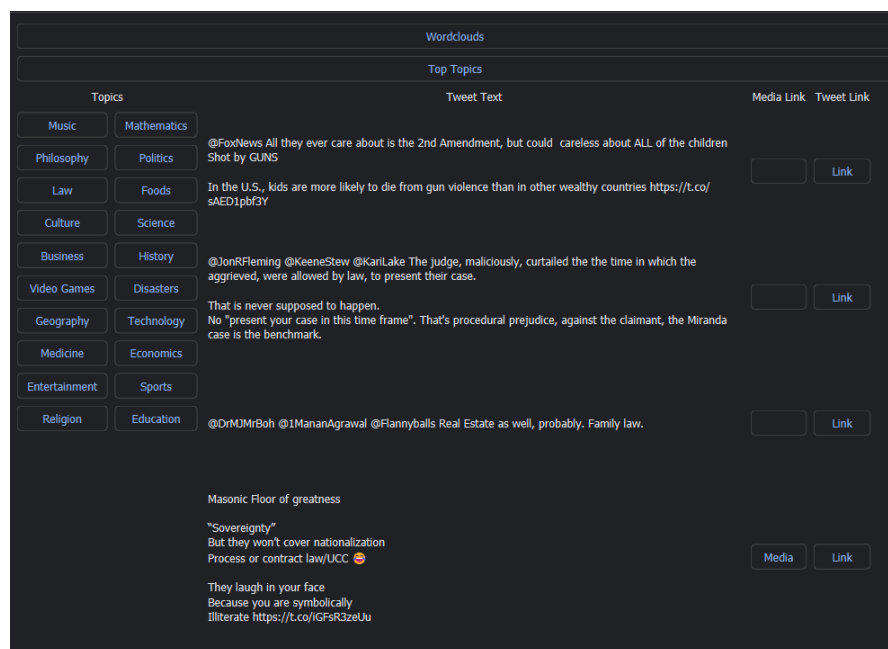 Wordclouds
Top Topics
Topics
Tweet Text
Media Link
Tweet Link
Music
Mathematics
Philosophy
Politics
Law
Foods
Culture
Science
Business
History
Video Games
Disasters
Geography
Technology
Medicine
Economics
Entertainment
Sports
Religion
Education
@FoxNews All they ever care about is the 2nd Amendment, but could  careless about ALL of the children
Shot by GUNS
In the U.S., kids are more likely to die from gun violence than in other wealthy countries https://t.co/
sAED1pbf3Y
Link
@JonRFleming @KeeneStew @KariLake The judge, maliciously, curtailed the the time in which the
aggrieved, were allowed by law, to present their case.
That is never supposed to happen.
No "present your case in this time frame". That's procedural prejudice, against the claimant, the Miranda
case is the benchmark.
Link
@DrMJMrBoh @1MananAgrawal @Flannyballs Real Estate as well, probably. Family law.
Link
Masonic Floor of greatness
“Sovereignty”
But they won’t cover nationalization
Process or contract law/UCC 😂
They laugh in your face
Because you are symbolically
Illiterate https://t.co/iGFsR3zeUu
Media
Link